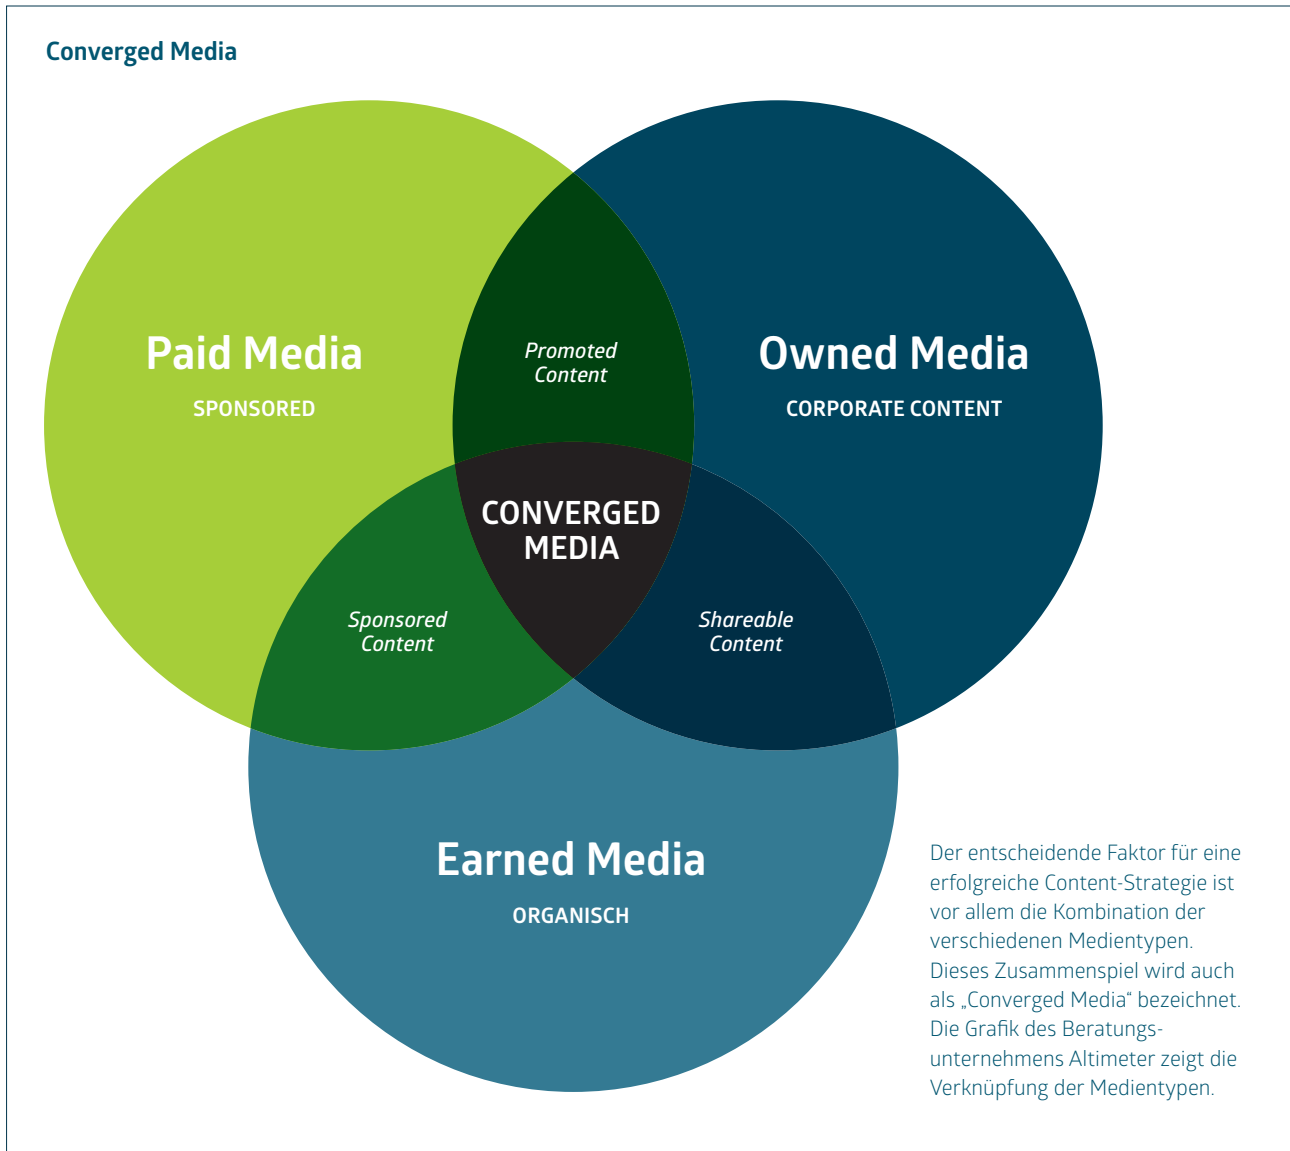 Converged Media
Paid Media
SPONSORED
Promoted
Content
Owned Media
CORPORATE CONTENT
CONVERGED
MEDIA
Sponsored
Content
Shareable
Content
Earned Media
ORGANISCH
Der entscheidende Faktor für eine
erfolgreiche Content-Strategie ist
vor allem die Kombination der
verschiedenen Medientypen.
Dieses Zusammenspiel wird auch
als „Converged Media“ bezeichnet.
Die Grafik des Beratungs-
unternehmens Altimeter zeigt die
Verknüpfung der Medientypen.